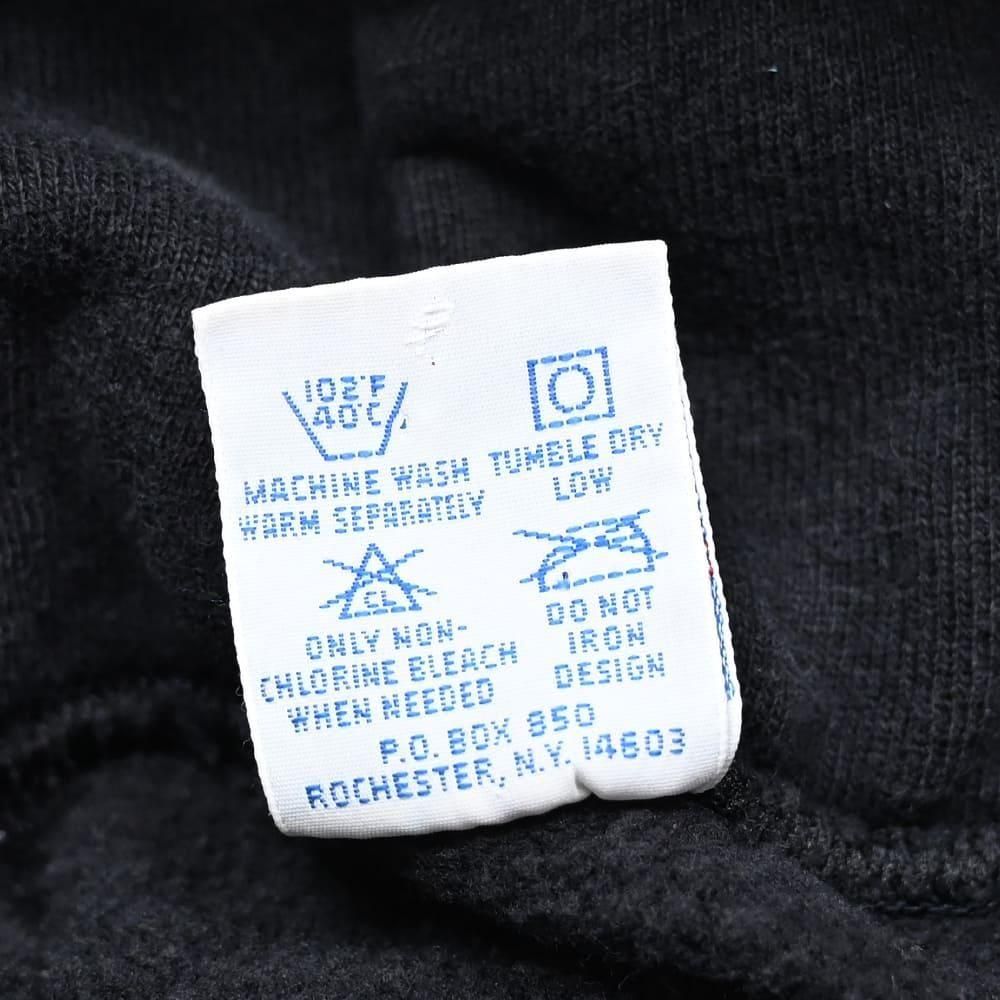 102°F
40°C
MACHINE WASH
WARM SEPARATELY
TUMBLE DRY
LOW
CL
ONLY NON-
CHLORINE BLEACH
WHEN NEEDED
DO NOT
IRON
DESIGN
P.O. BOX 850
ROCHESTER, N.Y. 14603